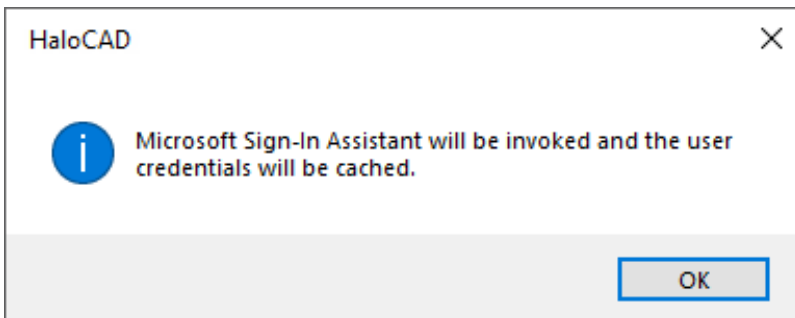 HaloCAD
Microsoft Sign-In Assistant will be invoked and the user
credentials will be cached.
OK